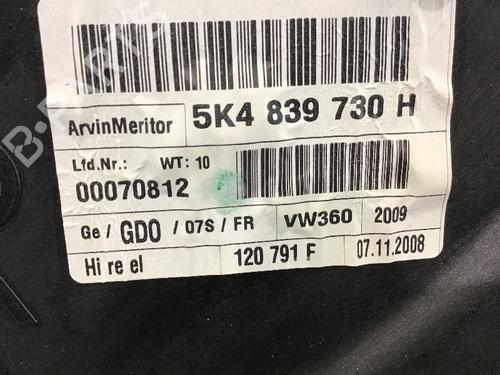 ArvinMeritor 5K4 839 730 H
Lfd.Nr.: WT: 10
00070812
Ge / GD0 / 07S / FR VW360 2009
Hi re el 120 791 F 07.11.2008